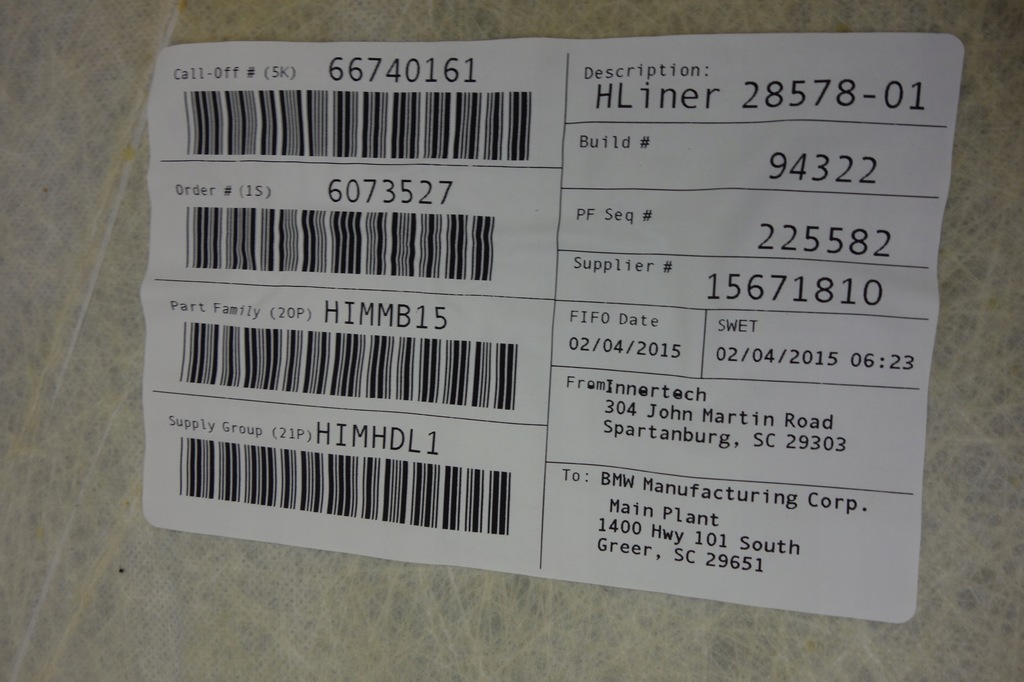 Call-Off # (5K) 66740161
Order # (1S) 6073527
Part Family (20P) HIMMB15
Supply Group (21P) HIMHDL1
Description:
HLiner 28578-01
Build #
94322
PF Seq #
225582
Supplier #
15671810
FIFO Date
02/04/2015
SWET
02/04/2015 06:23
From Innertech
304 John Martin Road
Spartanburg, SC 29303
To: BMW Manufacturing Corp.
Main Plant
1400 Hwy 101 South
Greer, SC 29651